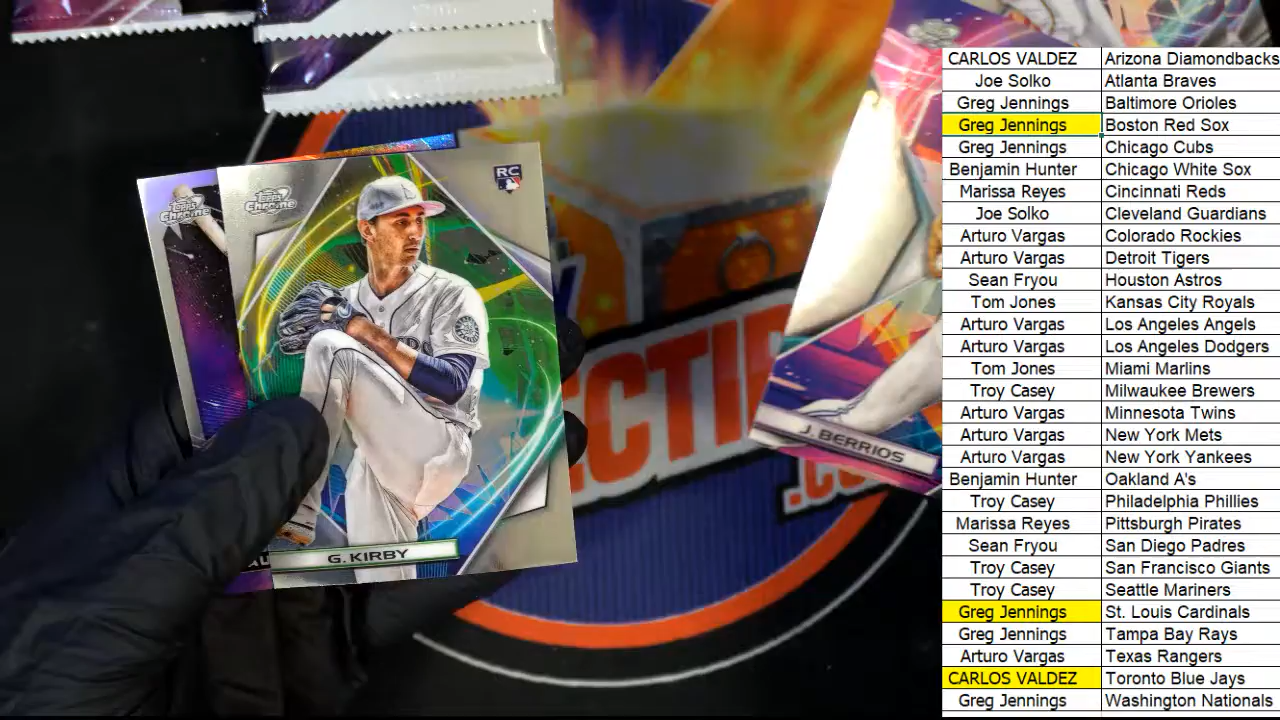 Topps
Chrome
Topps
Chrome
RC
G. KIRBY
J. BERRIOS
CARLOS VALDEZ Arizona Diamondbacks
Joe Solko Atlanta Braves
Greg Jennings Baltimore Orioles
Greg Jennings Boston Red Sox
Greg Jennings Chicago Cubs
Benjamin Hunter Chicago White Sox
Marissa Reyes Cincinnati Reds
Joe Solko Cleveland Guardians
Arturo Vargas Colorado Rockies
Arturo Vargas Detroit Tigers
Sean Fryou Houston Astros
Tom Jones Kansas City Royals
Arturo Vargas Los Angeles Angels
Arturo Vargas Los Angeles Dodgers
Tom Jones Miami Marlins
Troy Casey Milwaukee Brewers
Arturo Vargas Minnesota Twins
Arturo Vargas New York Mets
Arturo Vargas New York Yankees
Benjamin Hunter Oakland A's
Troy Casey Philadelphia Phillies
Marissa Reyes Pittsburgh Pirates
Sean Fryou San Diego Padres
Troy Casey San Francisco Giants
Troy Casey Seattle Mariners
Greg Jennings St. Louis Cardinals
Greg Jennings Tampa Bay Rays
Arturo Vargas Texas Rangers
CARLOS VALDEZ Toronto Blue Jays
Greg Jennings Washington Nationals